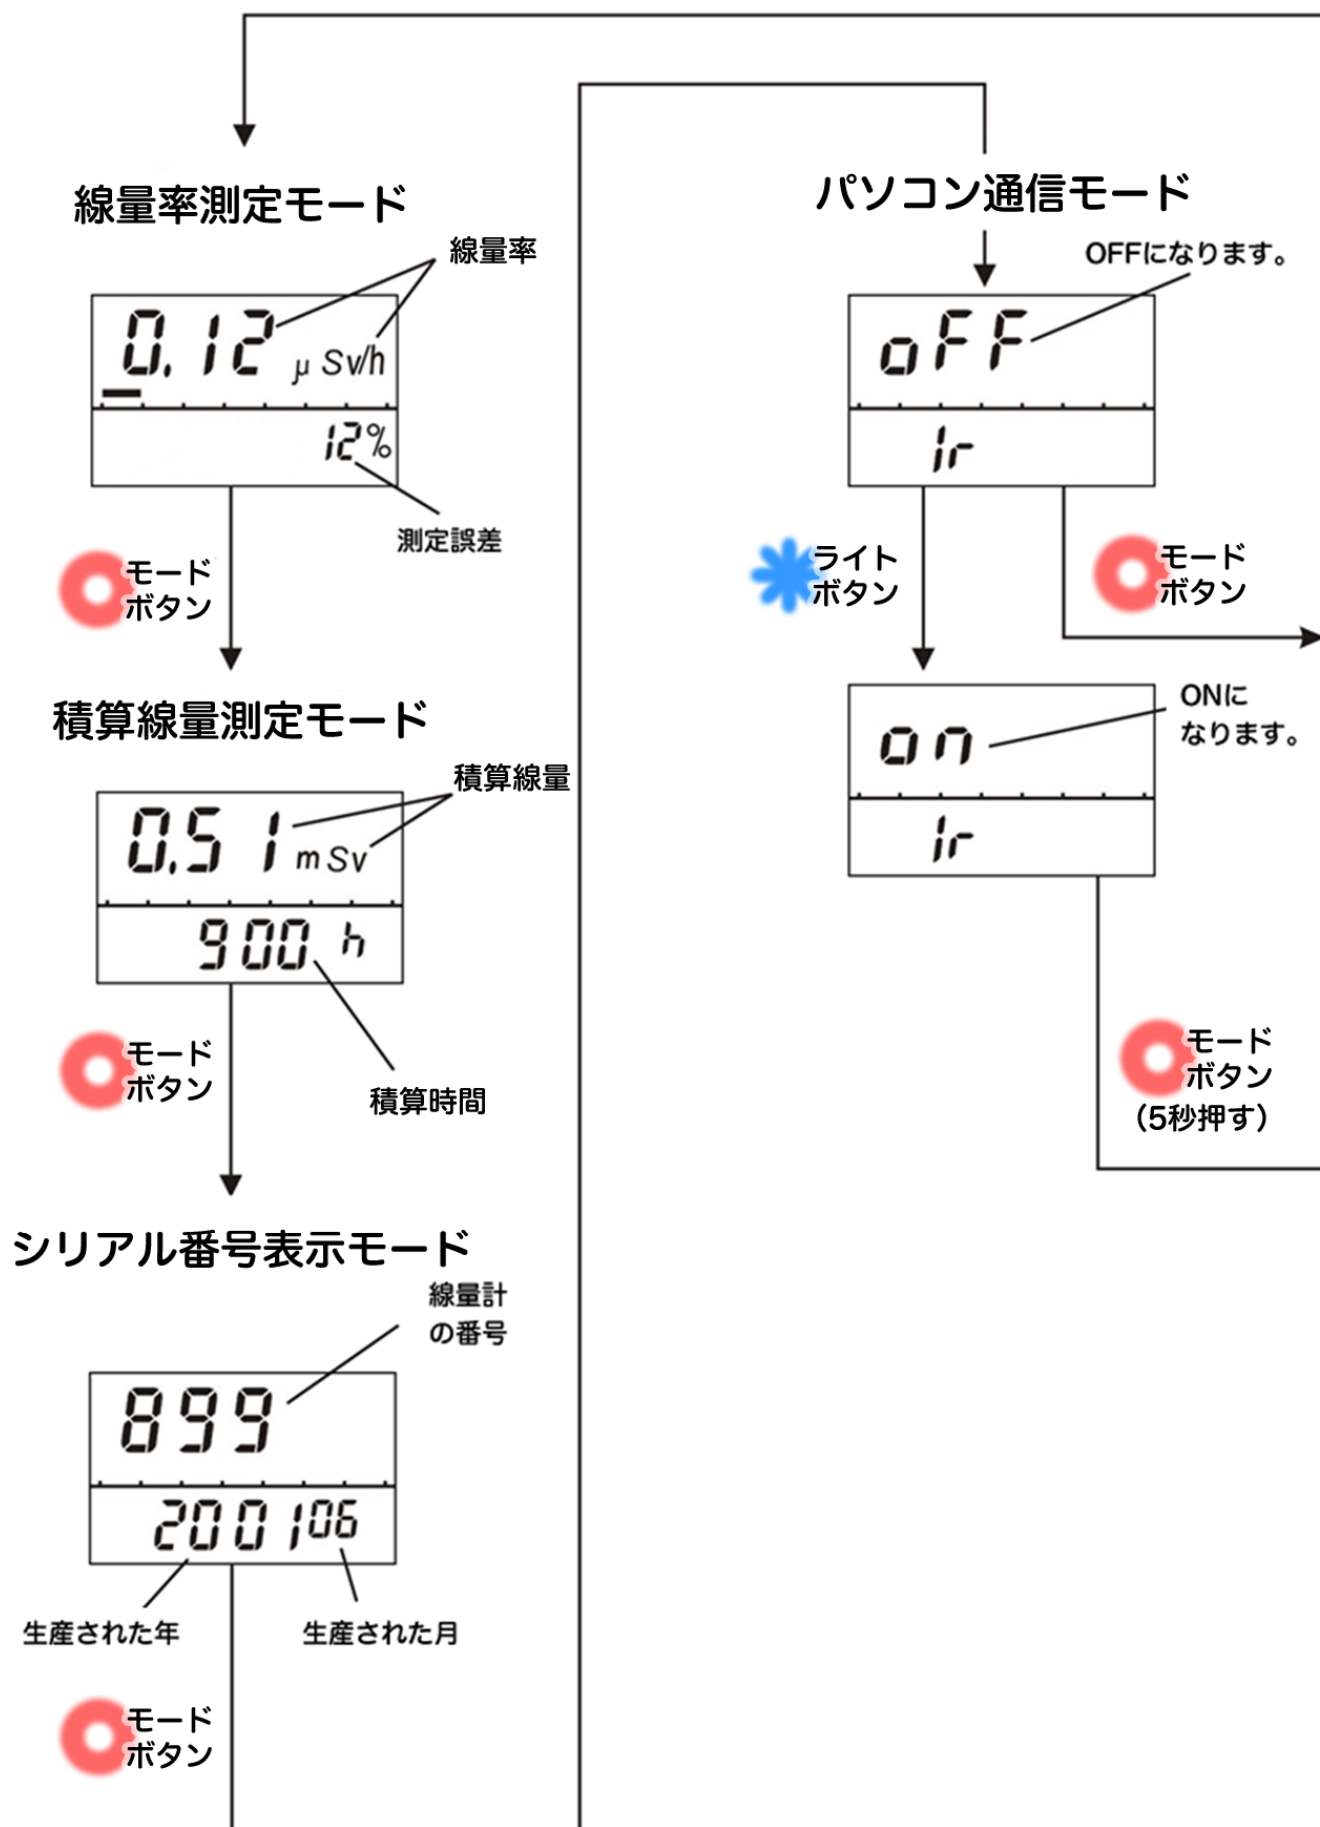 線量率測定モード
線量率
0.12 μSv/h
12%
測定誤差
モード
ボタン
積算線量測定モード
積算線量
0.51 mSv
900 h
積算時間
モード
ボタン
シリアル番号表示モード
線量計
の番号
899
200106
生産された年
生産された月
モード
ボタン
パソコン通信モード
OFFになります。
oFF
Ir
ライト
ボタン
モード
ボタン
ONに
なります。
on
Ir
モード
ボタン
（5秒押す）